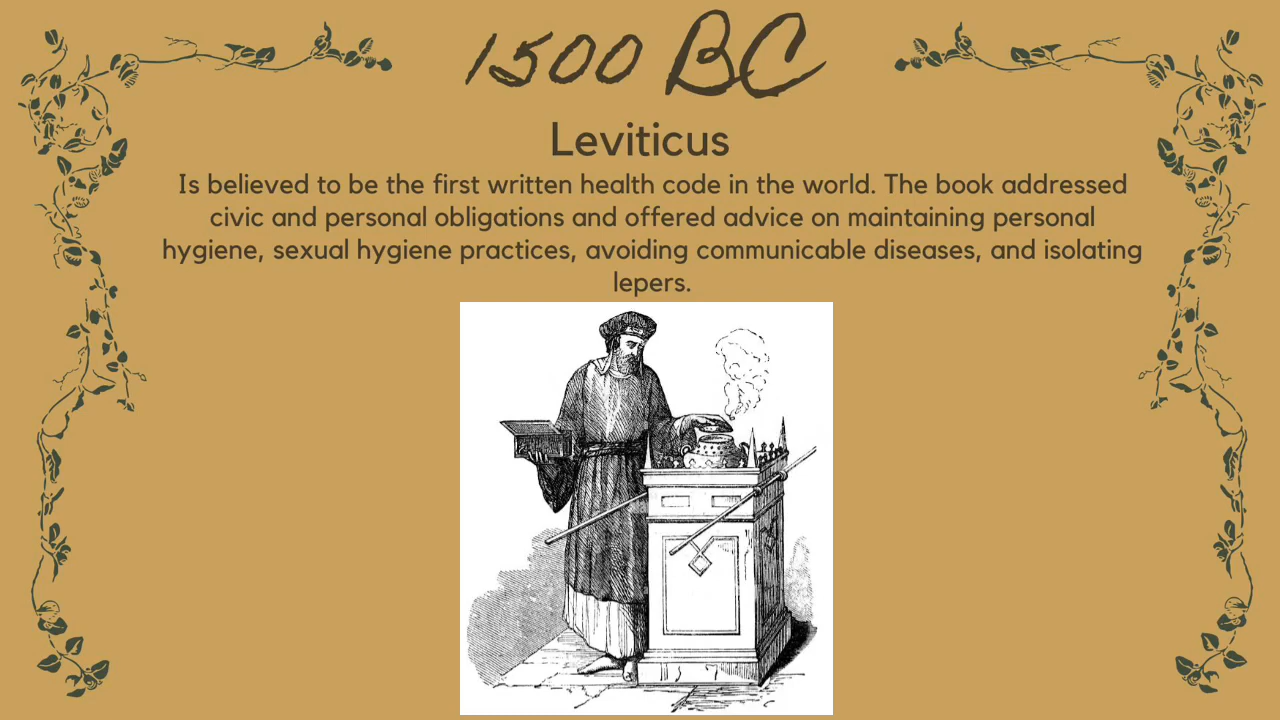 1500 BC
Leviticus
Is believed to be the first written health code in the world. The book addressed
civic and personal obligations and offered advice on maintaining personal
hygiene, sexual hygiene practices, avoiding communicable diseases, and isolating
lepers.